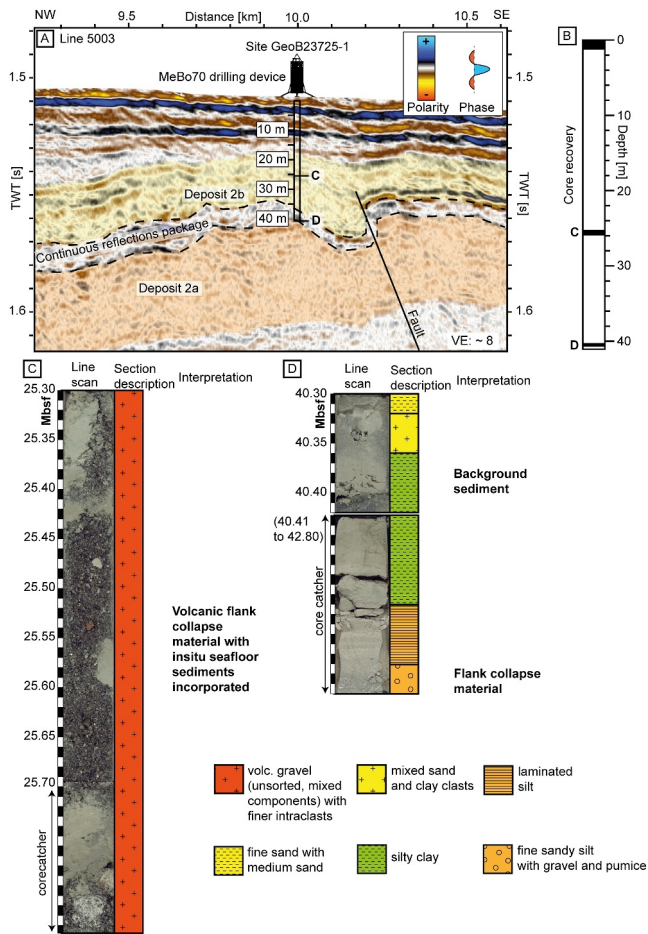 NW
9.5
Distance [km]
10.0
10.5
SE
A
Line 5003
Site GeoB23725-1
MeBo70 drilling device
+
-
Polarity
Phase
1.5
1.5
10 m
20 m
C
30 m
Deposit 2b
40 m
D
TWT [s]
TWT [s]
Continuous reflections package
Deposit 2a
1.6
1.6
Fault
VE: ~ 8
B
0
10
20
30
40
Core recovery
Depth [m]
C
D
C
Line
scan
Section
description
Interpretation
25.30
Mbsf
25.35
25.40
25.45
25.50
25.55
25.60
25.65
25.70
corecatcher
Volcanic flank
collapse
material with
insitu seafloor
sediments
incorporated
D
Line
scan
Section
description
Interpretation
40.30
Mbsf
40.35
40.40
(40.41
to 42.80)
core catcher
Background
sediment
Flank collapse
material
volc. gravel
(unsorted, mixed
components) with
finer intraclasts
mixed sand
and clay clasts
laminated
silt
fine sand with
medium sand
silty clay
fine sandy silt
with gravel and pumice